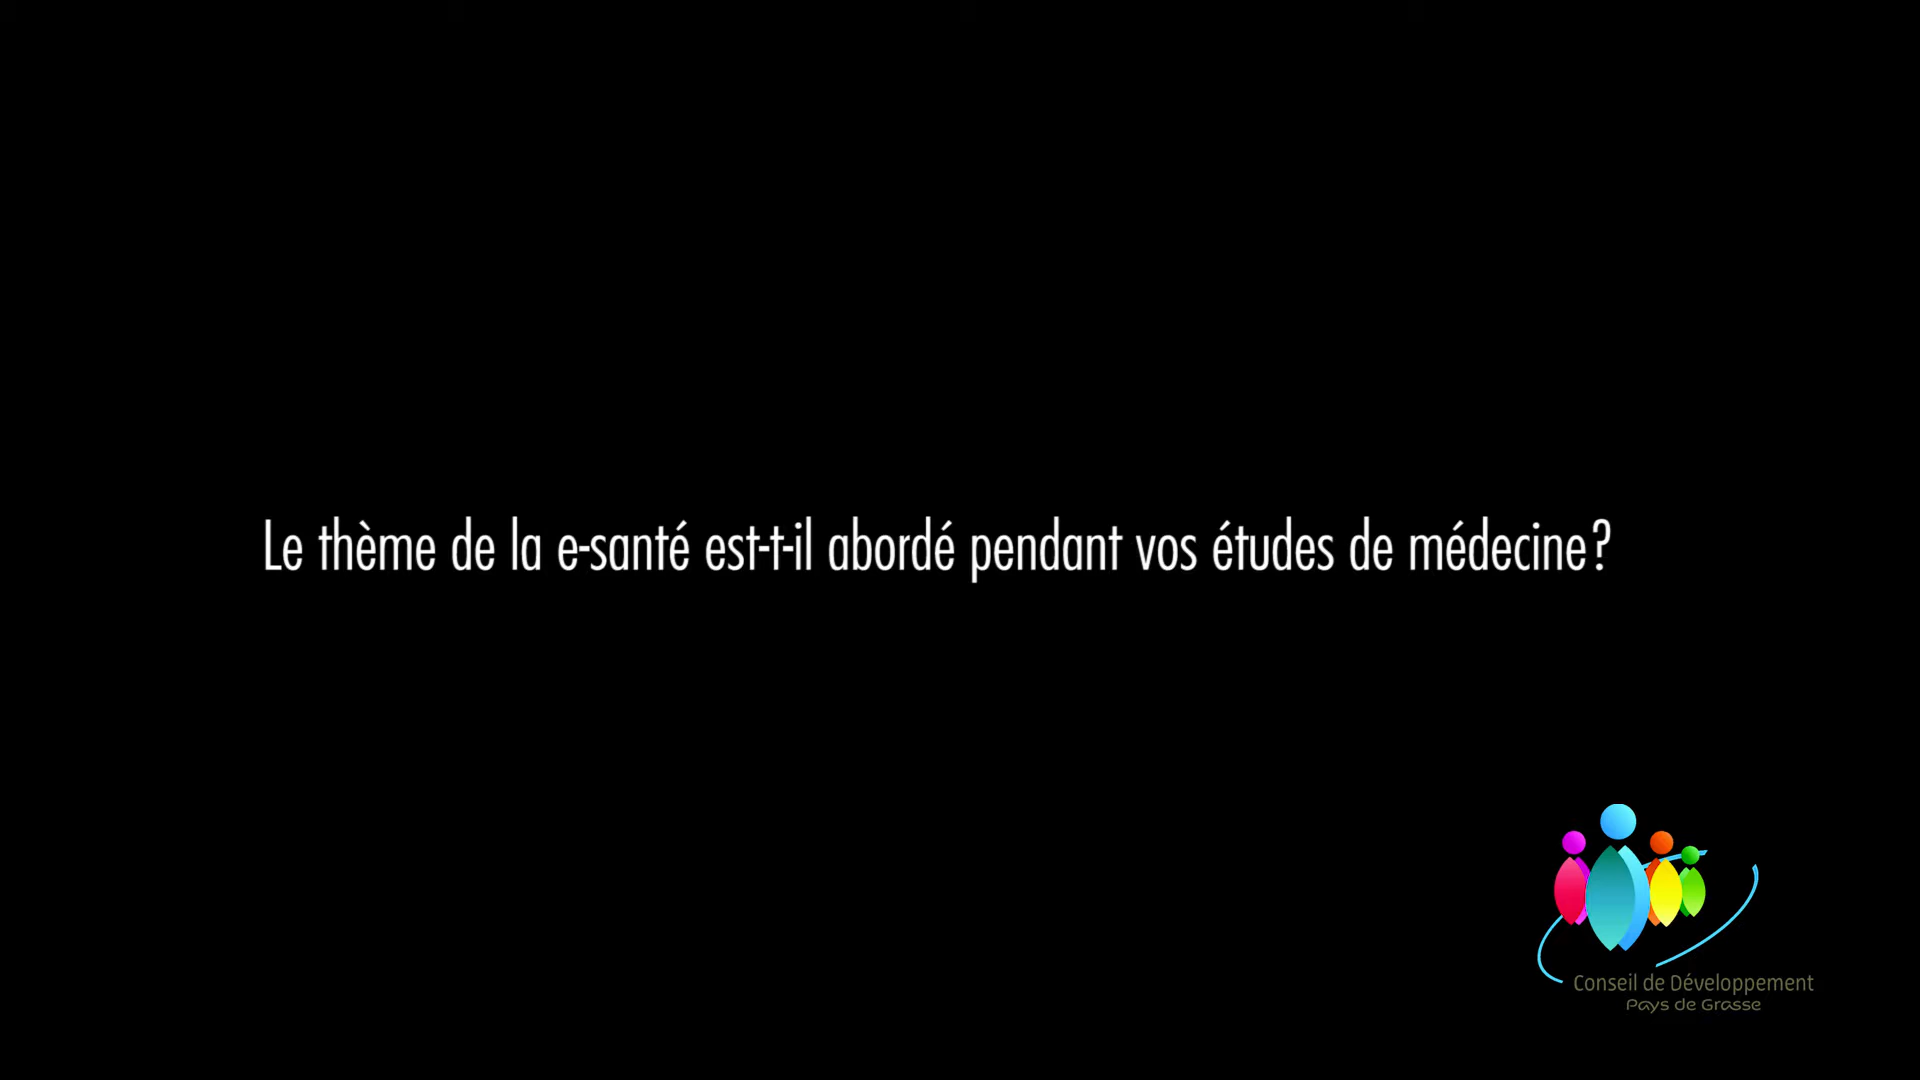 Le thème de la e-santé est-t-il abordé pendant vos études de médecine?
Conseil de Développement
Pays de Grasse